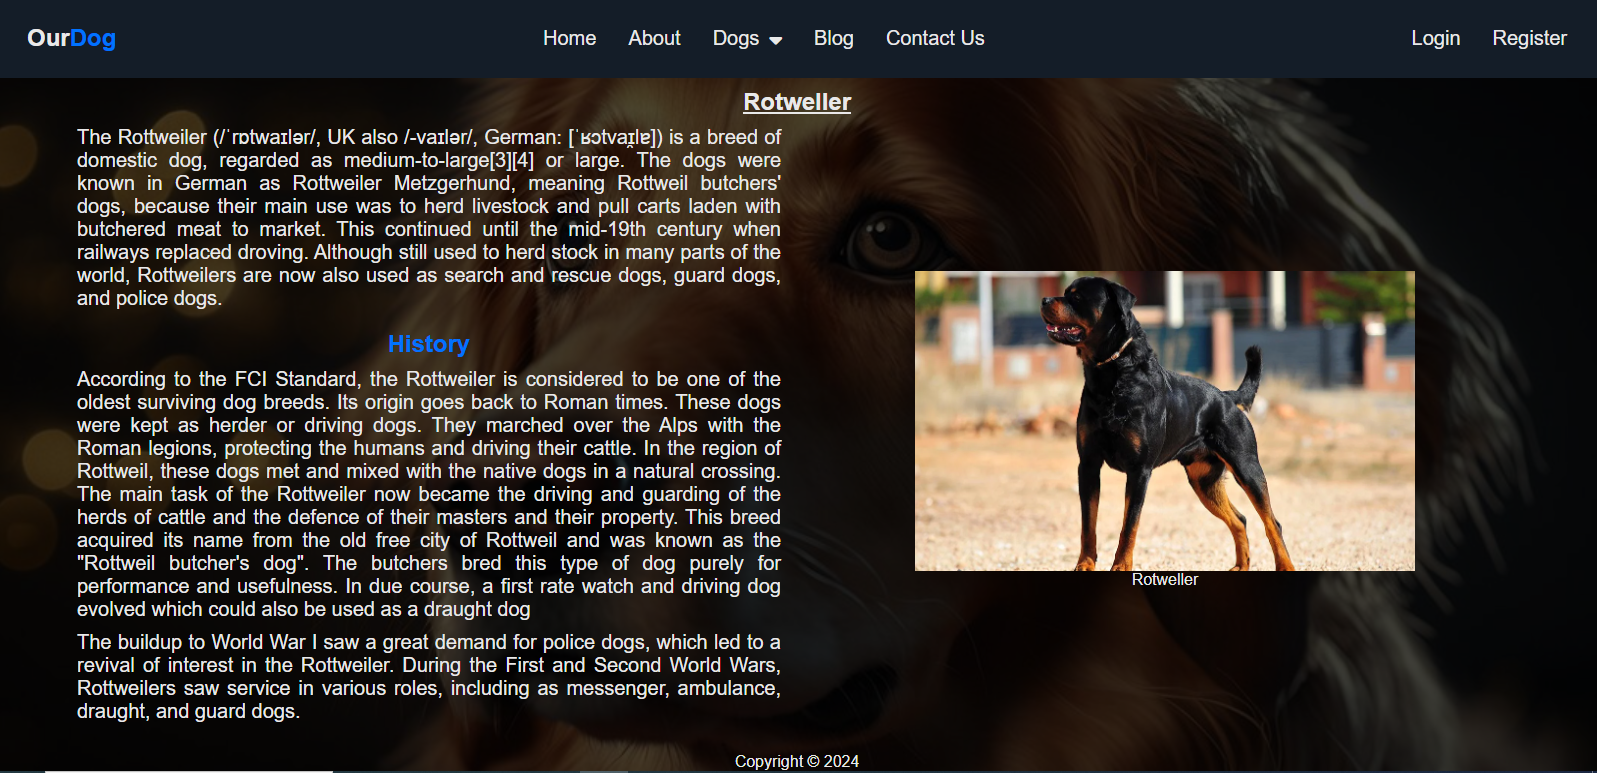 OurDog
Home About Dogs Blog Contact Us
Login Register
Rotweller
The Rottweiler (/ˈrɒtwaɪlər/, UK also /-vaɪlər/, German: [ˈʁɔtvaɪ̯lɐ]) is a breed of
domestic dog, regarded as medium-to-large[3][4] or large. The dogs were
known in German as Rottweiler Metzgerhund, meaning Rottweil butchers'
dogs, because their main use was to herd livestock and pull carts laden with
butchered meat to market. This continued until the mid-19th century when
railways replaced droving. Although still used to herd stock in many parts of the
world, Rottweilers are now also used as search and rescue dogs, guard dogs,
and police dogs.
History
According to the FCI Standard, the Rottweiler is considered to be one of the
oldest surviving dog breeds. Its origin goes back to Roman times. These dogs
were kept as herder or driving dogs. They marched over the Alps with the
Roman legions, protecting the humans and driving their cattle. In the region of
Rottweil, these dogs met and mixed with the native dogs in a natural crossing.
The main task of the Rottweiler now became the driving and guarding of the
herds of cattle and the defence of their masters and their property. This breed
acquired its name from the old free city of Rottweil and was known as the
"Rottweil butcher's dog". The butchers bred this type of dog purely for
performance and usefulness. In due course, a first rate watch and driving dog
evolved which could also be used as a draught dog
The buildup to World War I saw a great demand for police dogs, which led to a
revival of interest in the Rottweiler. During the First and Second World Wars,
Rottweilers saw service in various roles, including as messenger, ambulance,
draught, and guard dogs.
Rotweller
Copyright © 2024